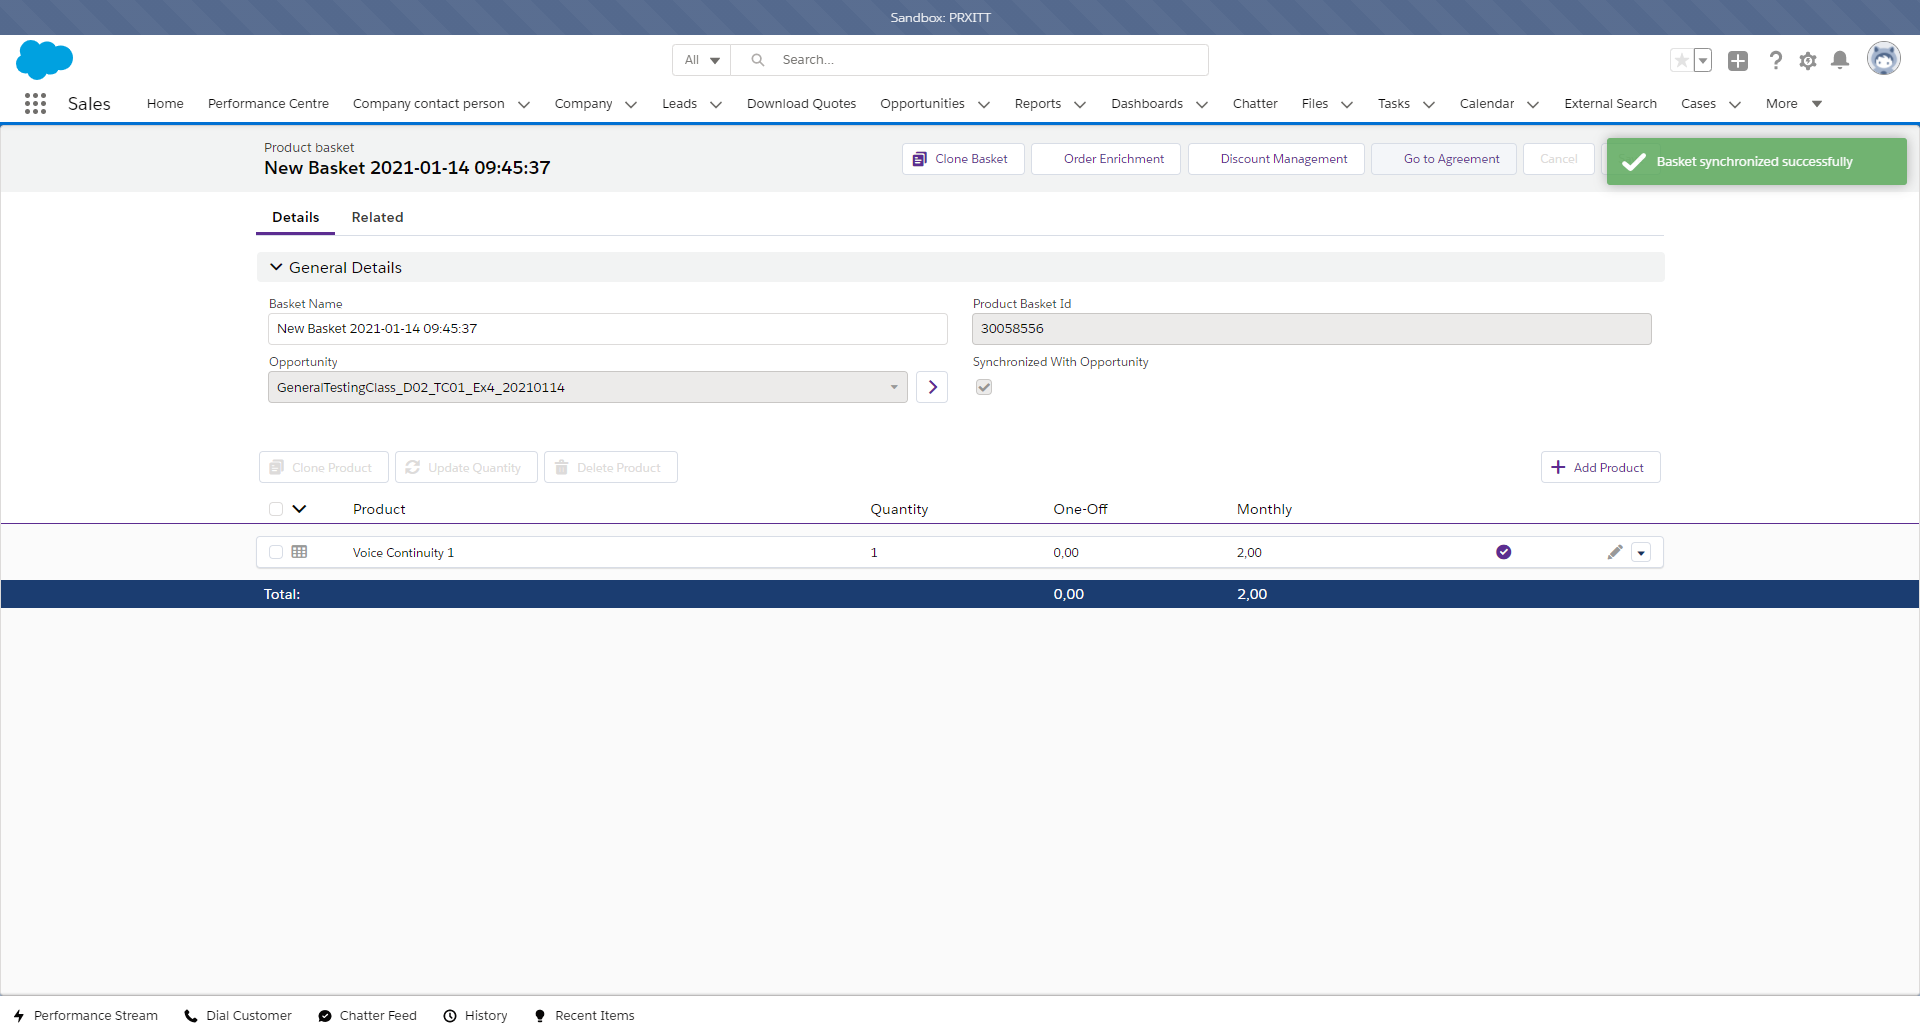 Sandbox: PRXITT
All
Search...
Sales
Home
Performance Centre
Company contact person
Company
Leads
Download Quotes
Opportunities
Reports
Dashboards
Chatter
Files
Tasks
Calendar
External Search
Cases
More
Product basket
New Basket 2021-01-14 09:45:37
Clone Basket
Order Enrichment
Discount Management
Go to Agreement
Cancel
Basket synchronized successfully
Details
Related
General Details
Basket Name
New Basket 2021-01-14 09:45:37
Product Basket Id
30058556
Opportunity
GeneralTestingClass_D02_TC01_Ex4_20210114
Synchronized With Opportunity
Clone Product
Update Quantity
Delete Product
Add Product
Product Quantity One-Off Monthly
Voice Continuity 1 1 0,00 2,00
Total: 0,00 2,00
Performance Stream
Dial Customer
Chatter Feed
History
Recent Items